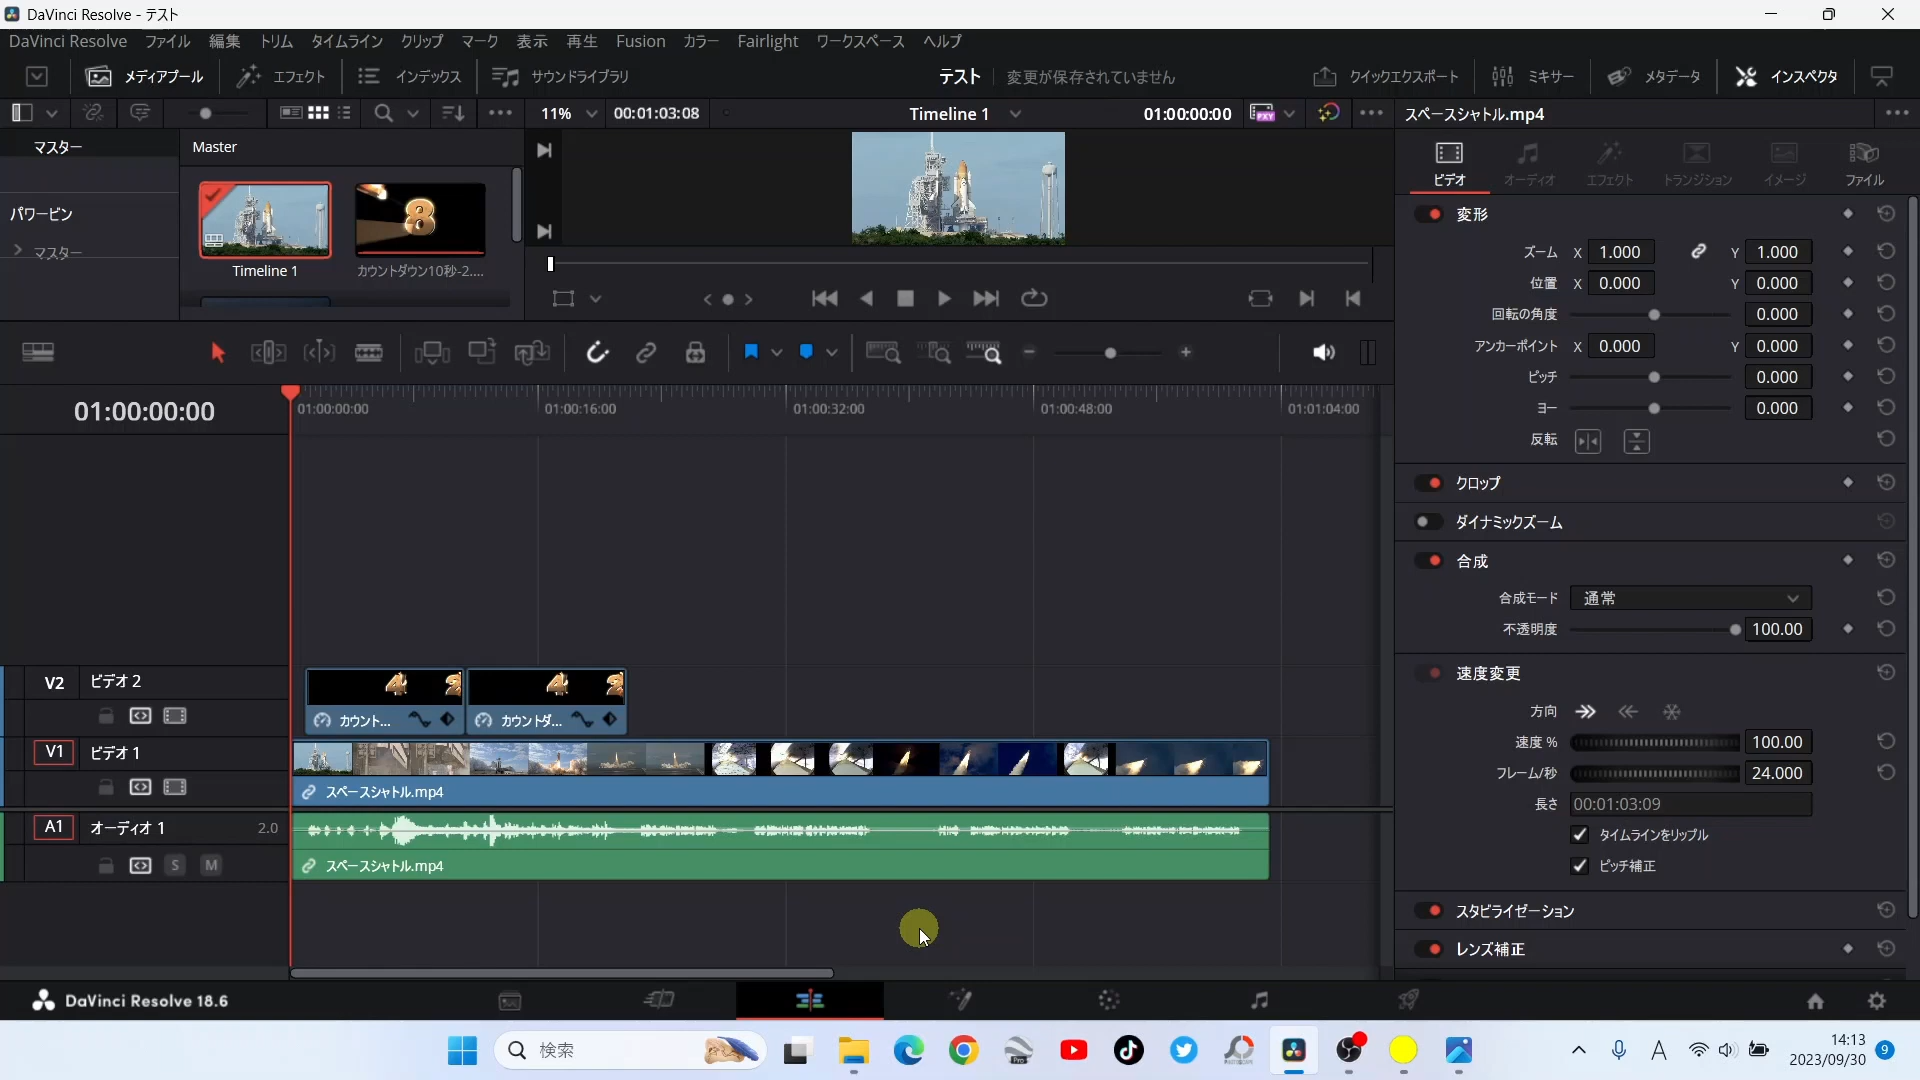 DaVinci Resolve - テスト
DaVinci Resolve ファイル 編集 トリム タイムライン クリップ マーク 表示 再生 Fusion カラー Fairlight ワークスペース ヘルプ
メディアプール エフェクト インデックス サウンドライブラリ テスト 変更が保存されていません クイックエクスポート ミキサー メタデータ インスペクタ
11% 00:01:03:08 Timeline 1 01:00:00:00 PXY スペースシャトル.mp4
マスター
Master
パワービン
マスター
Timeline 1
8
カウントダウン10秒-2....
ビデオ オーディオ エフェクト トランジション イメージ ファイル
変形
ズーム X 1.000 Y 1.000
位置 X 0.000 Y 0.000
回転の角度 0.000
アンカーポイント X 0.000 Y 0.000
ピッチ 0.000
ヨー 0.000
反転
クロップ
ダイナミックズーム
合成
合成モード 通常
不透明度 100.00
速度変更
方向
速度 % 100.00
フレーム/秒 24.000
長さ 00:01:03:09
タイムラインをリップル
ピッチ補正
スタビライゼーション
レンズ補正
01:00:00:00
01:00:00:00 01:00:16:00 01:00:32:00 01:00:48:00 01:01:04:00
V2 ビデオ 2
4 2 4 2
カウント... カウントダ...
V1 ビデオ 1
スペースシャトル.mp4
A1 オーディオ 1 2.0
S M
スペースシャトル.mp4
DaVinci Resolve 18.6
検索
Pro
A
14:13
2023/09/30
9